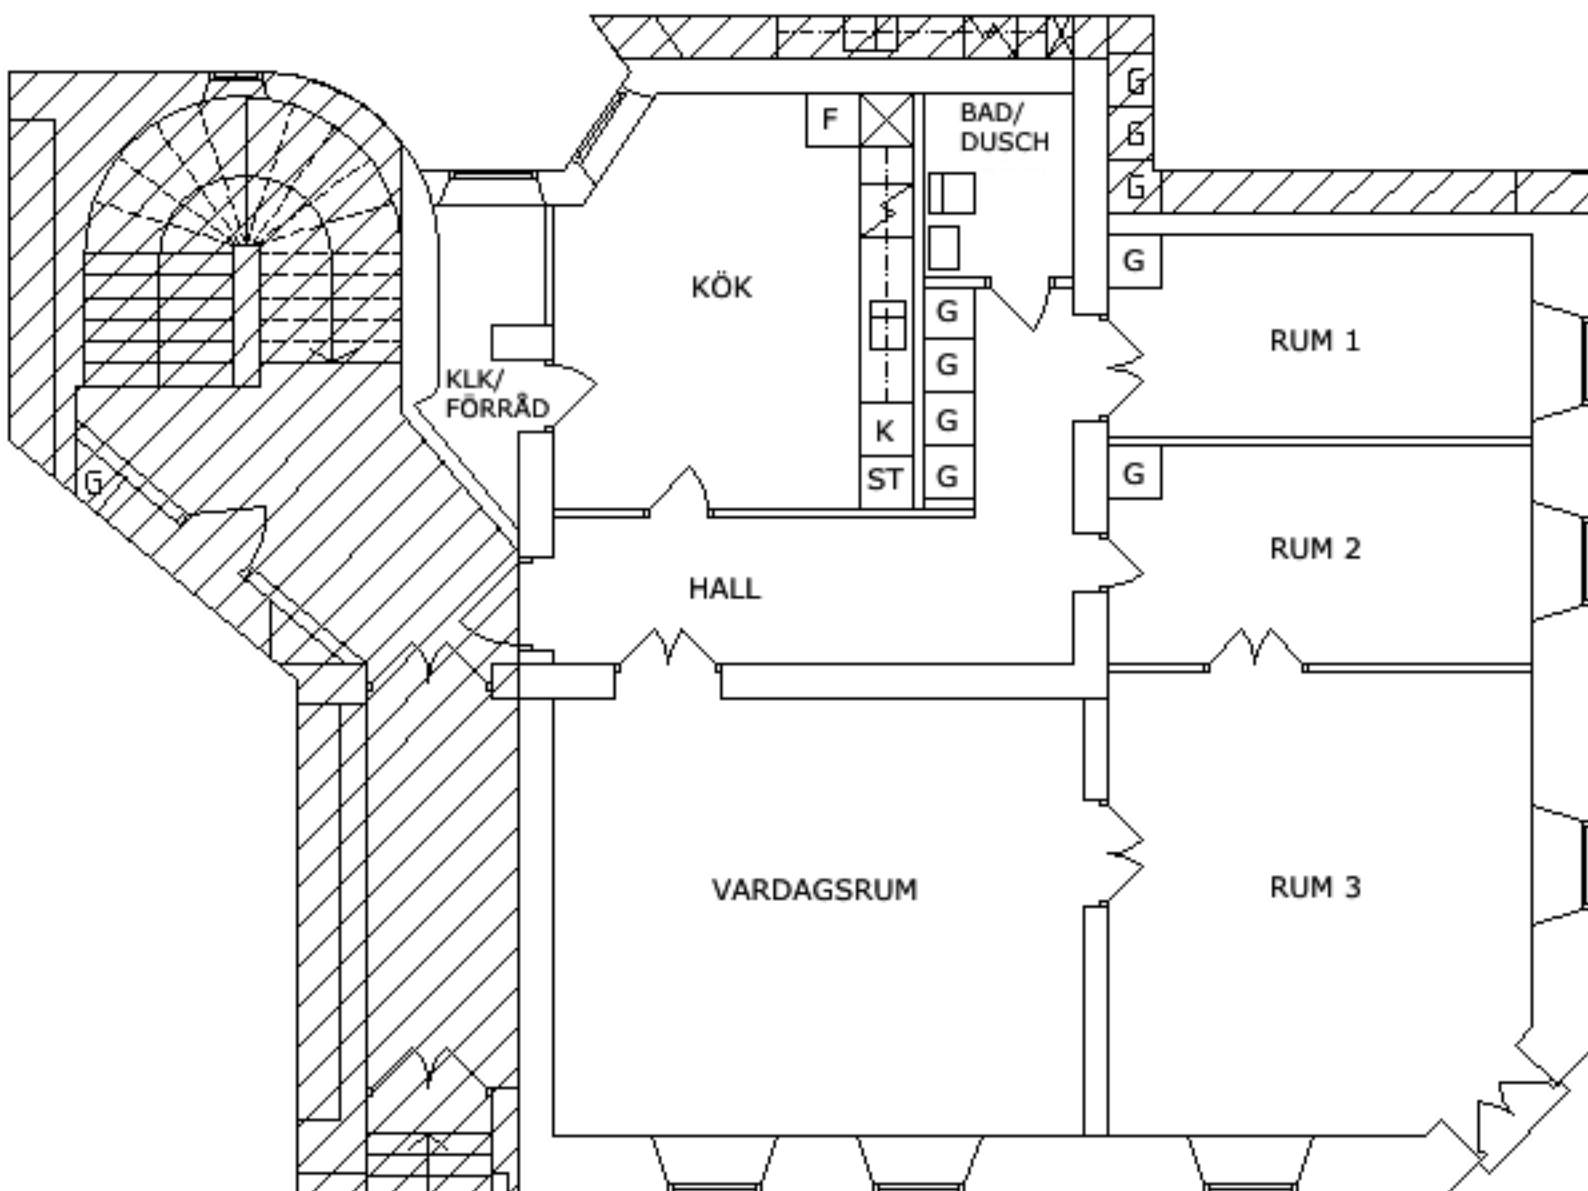 G
G
G
F
BAD/
DUSCH
G
KÖK
G
RUM 1
G
KLK/
FÖRRÅD
G
K
G
ST
G
G
G
RUM 2
HALL
VARDAGSRUM
RUM 3